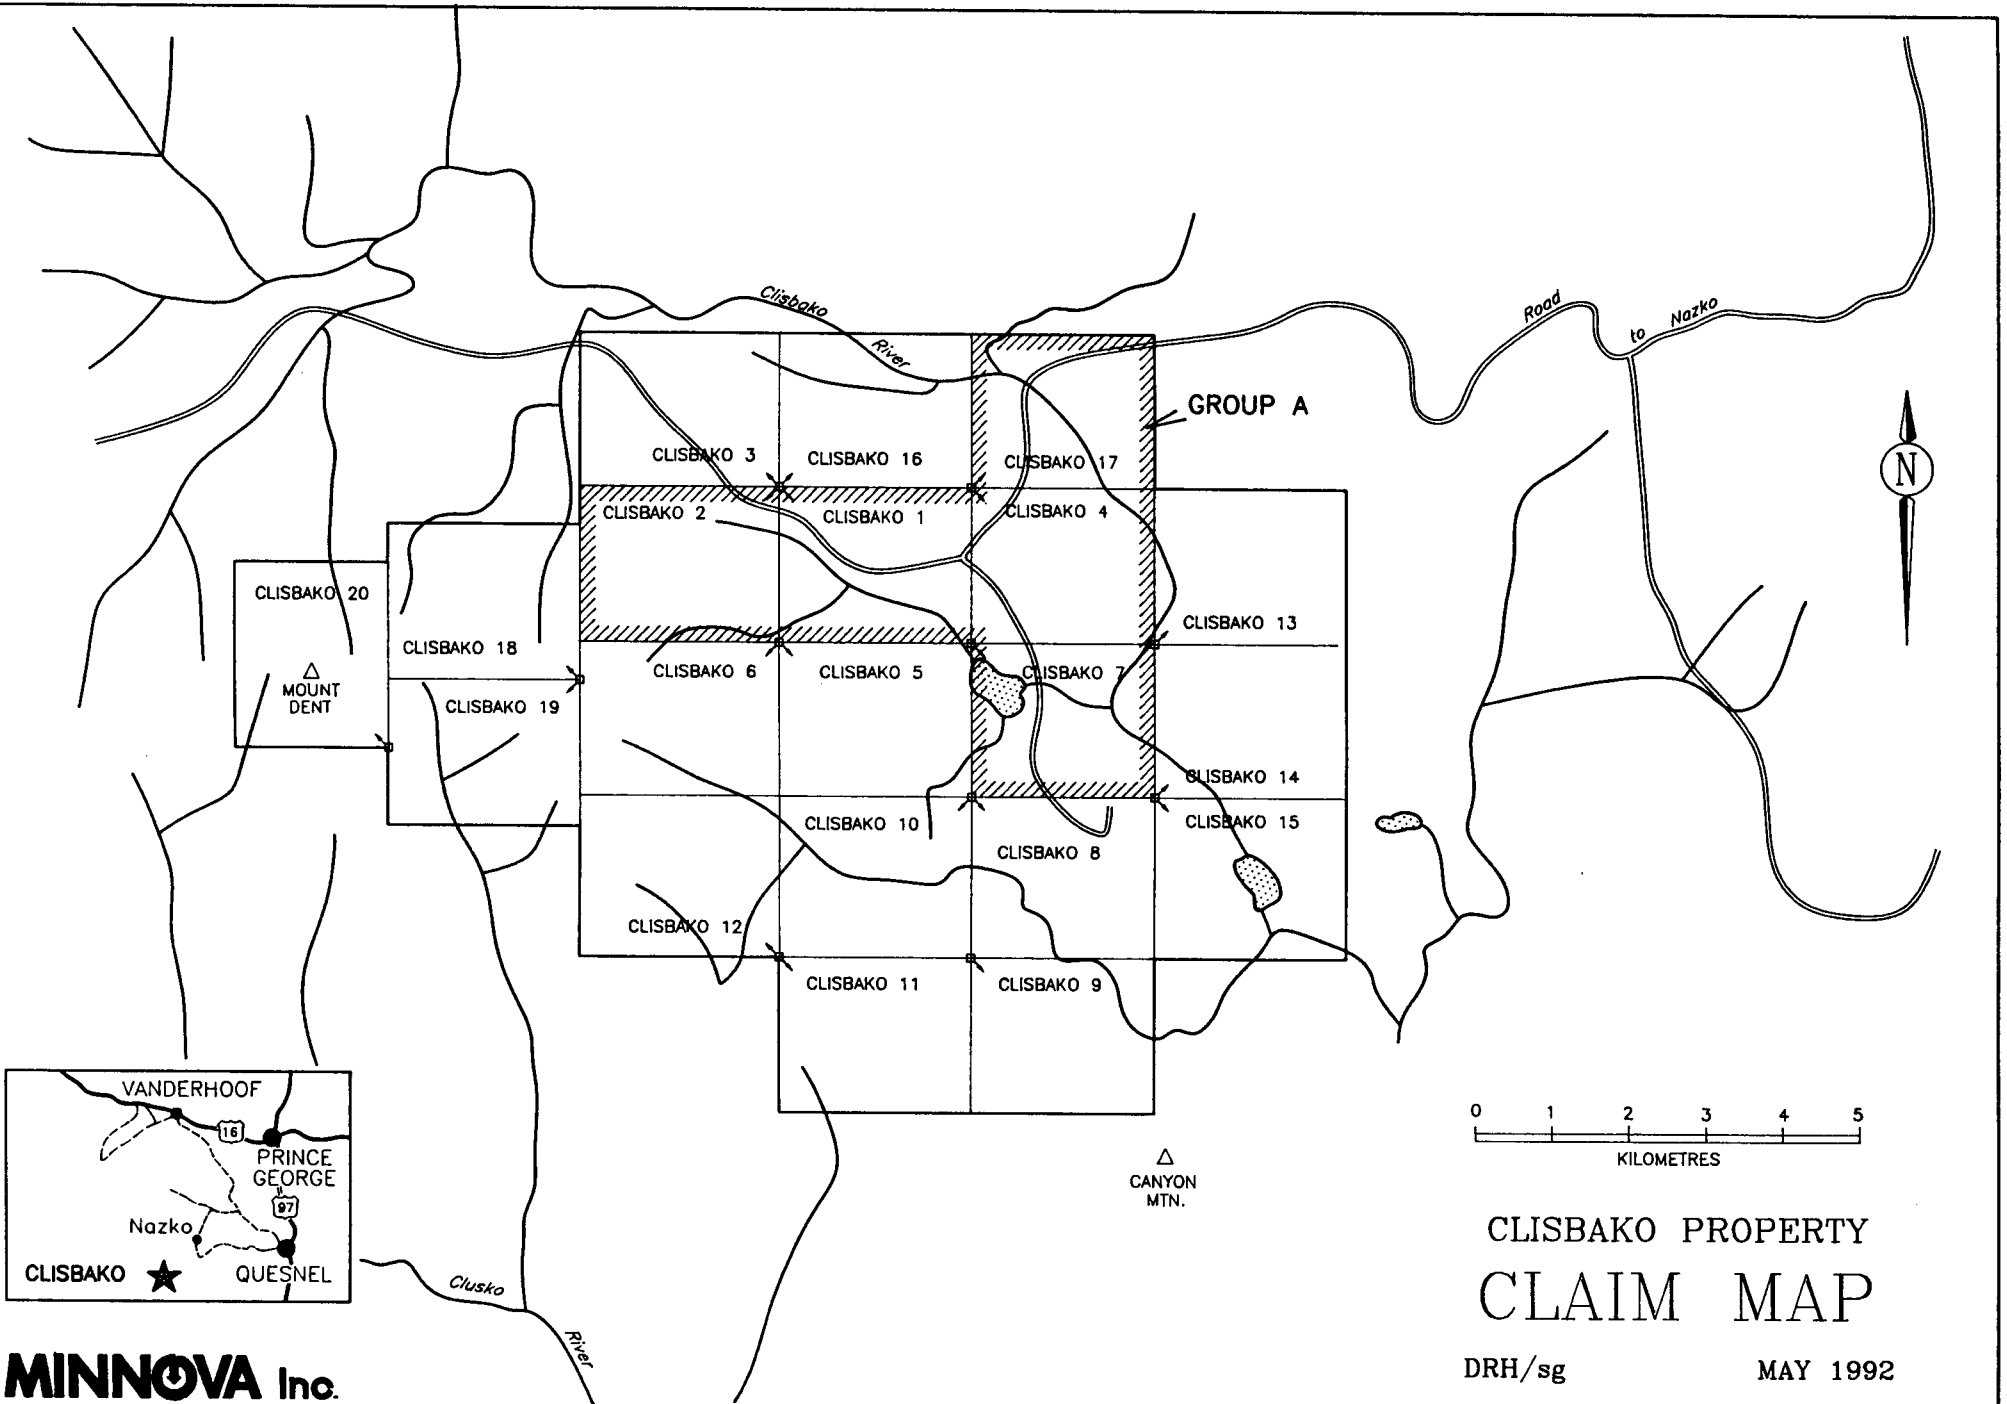 Clisbako
River
Road
to
Nazko
GROUP A
CLISBAKO 3
CLISBAKO 16
CLISBAKO 17
CLISBAKO 2
CLISBAKO 1
CLISBAKO 4
N
CLISBAKO 20
CLISBAKO 13
CLISBAKO 18
CLISBAKO 6
CLISBAKO 5
CLISBAKO 7
MOUNT
DENT
CLISBAKO 19
CLISBAKO 14
CLISBAKO 10
CLISBAKO 15
CLISBAKO 8
CLISBAKO 12
CLISBAKO 11
CLISBAKO 9
VANDERHOOF
16
PRINCE
GEORGE
97
Nazko
CLISBAKO
QUESNEL
Clusko
River
CANYON
MTN.
0 1 2 3 4 5
KILOMETRES
CLISBAKO PROPERTY
CLAIM MAP
DRH/sg MAY 1992
MINNOVA Inc.